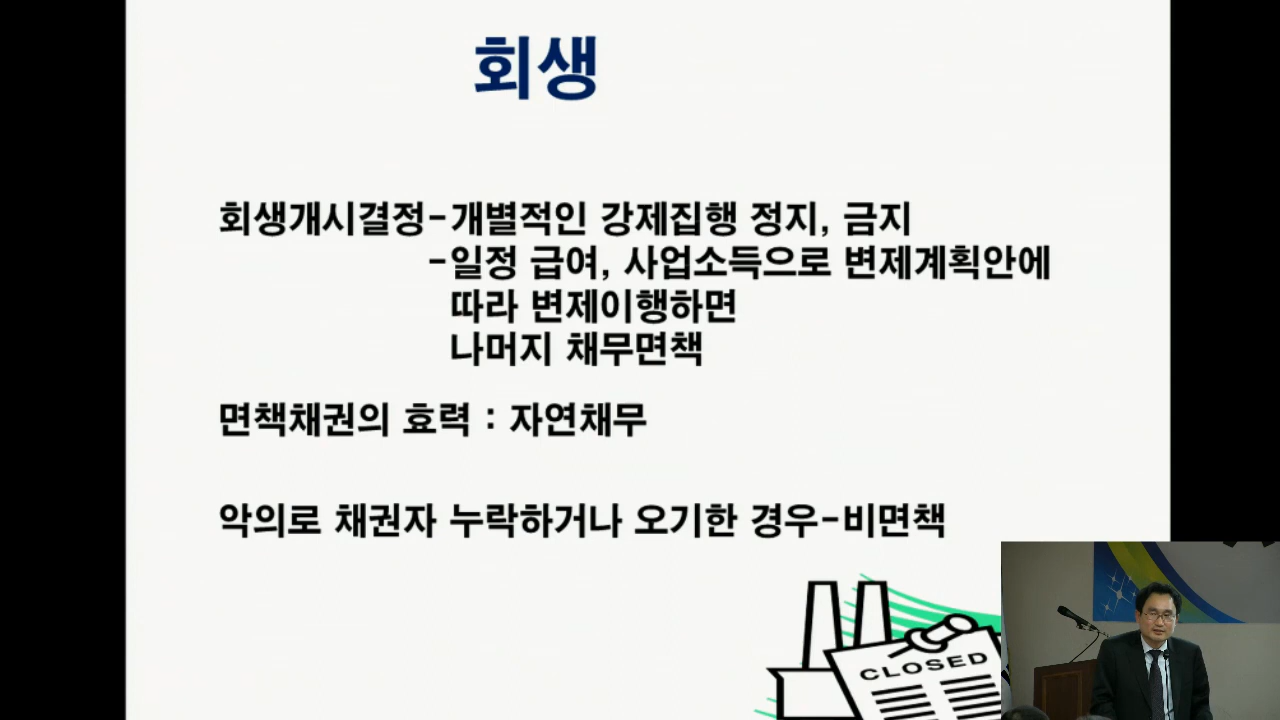 회생
회생개시결정-개별적인 강제집행 정지, 금지
-일정 급여, 사업소득으로 변제계획안에
따라 변제이행하면
나머지 채무면책
면책채권의 효력 : 자연채무
악의로 채권자 누락하거나 오기한 경우-비면책
CLOSED